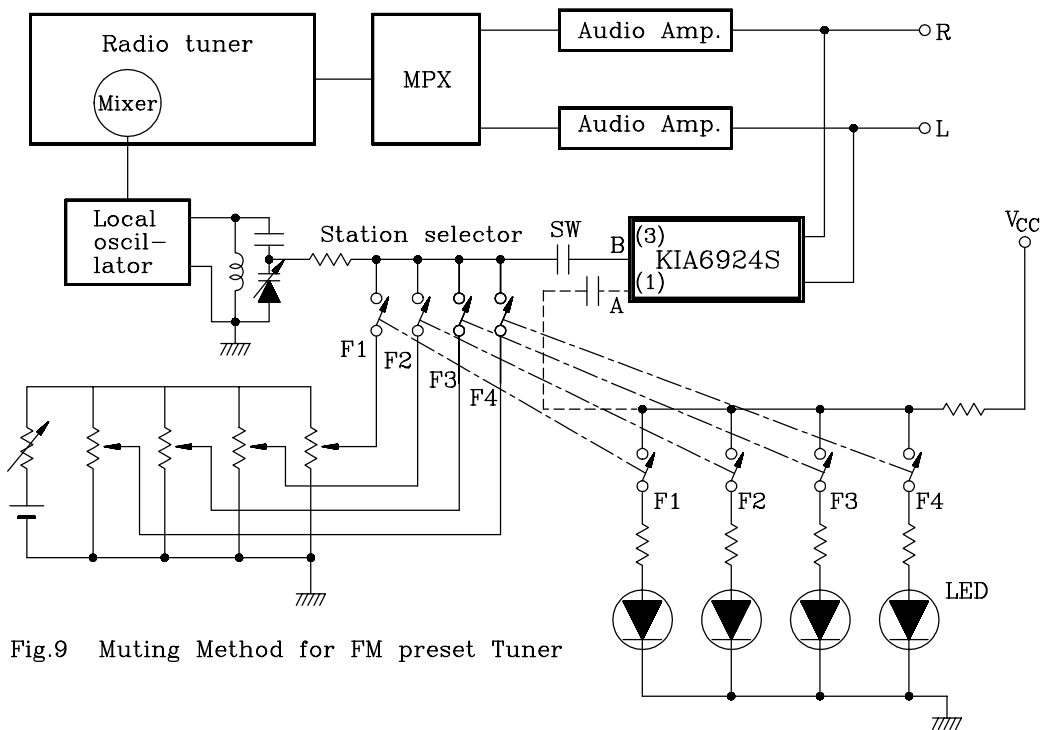 Radio tuner
Mixer
MPX
Audio Amp.
R
Audio Amp.
L
Local
oscil-
lator
Station selector
SW
B
(3)
KIA6924S
(1)
A
VCC
F1
F2
F3
F4
F1
F2
F3
F4
LED
Fig.9 Muting Method for FM preset Tuner